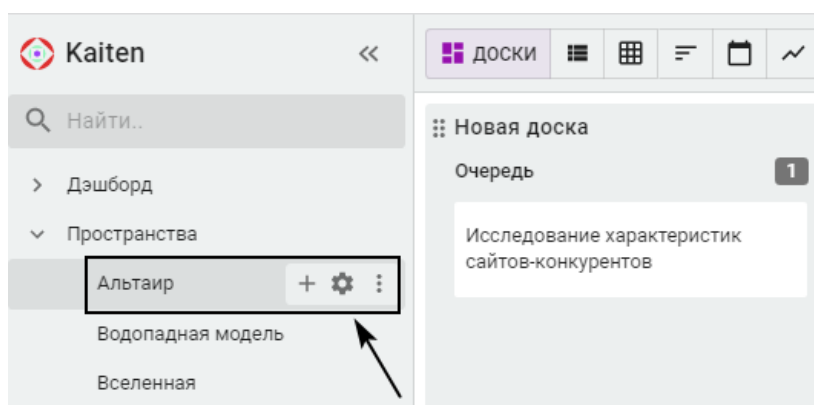 Kaiten
доски
Найти..
Новая доска
Очередь
1
Дэшборд
Пространства
Исследование характеристик
сайтов-конкурентов
Альтаир
Водопадная модель
Вселенная